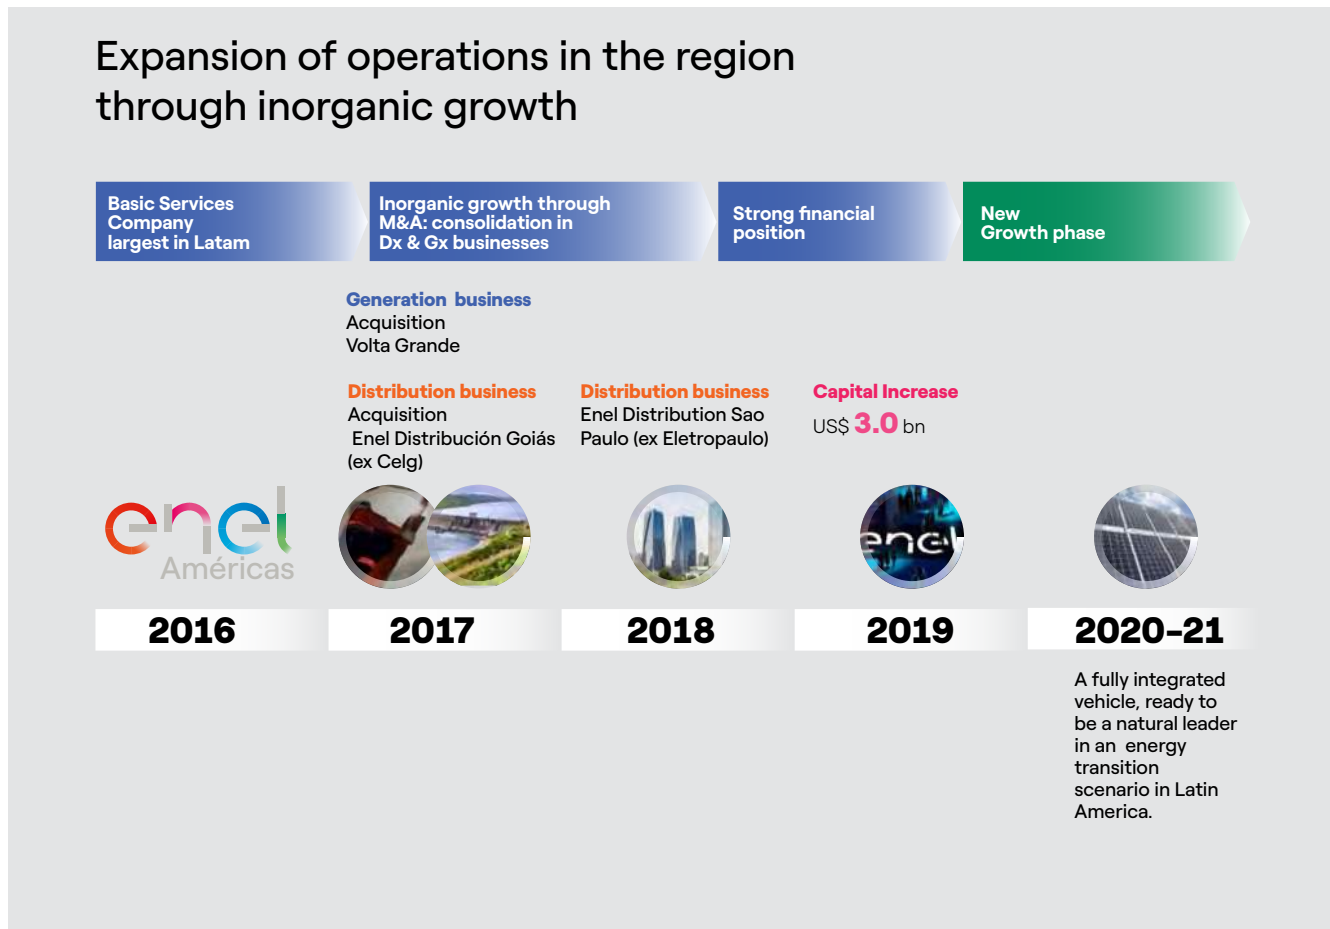 Expansion of operations in the region
through inorganic growth
Basic Services
Company
largest in Latam
Inorganic growth through
M&A: consolidation in
Dx & Gx businesses
Strong financial
position
New
Growth phase
Generation business
Acquisition
Volta Grande
Distribution business
Acquisition
Enel Distribución Goiás
(ex Celg)
Distribution business
Enel Distribution Sao
Paulo (ex Eletropaulo)
Capital Increase
US$ 3.0 bn
enel
Américas
enel
2016
2017
2018
2019
2020-21
A fully integrated
vehicle, ready to
be a natural leader
in an energy
transition
scenario in Latin
America.